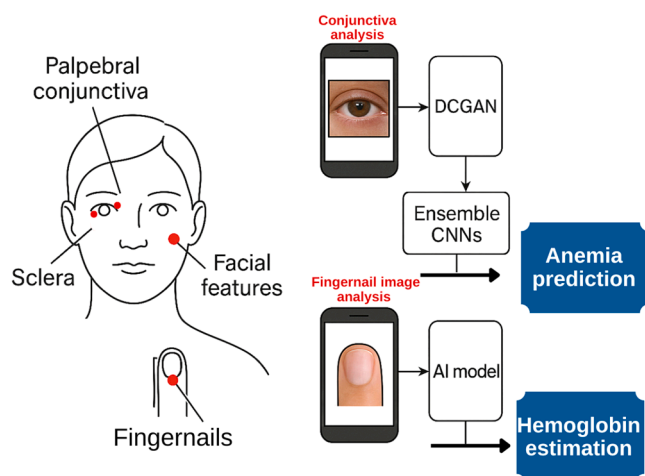 Palpebral
conjunctiva
Sclera
Facial
features
Fingernails
Conjunctiva
analysis
DCGAN
Ensemble
CNNs
Anemia
prediction
Fingernail image
analysis
AI model
Hemoglobin
estimation